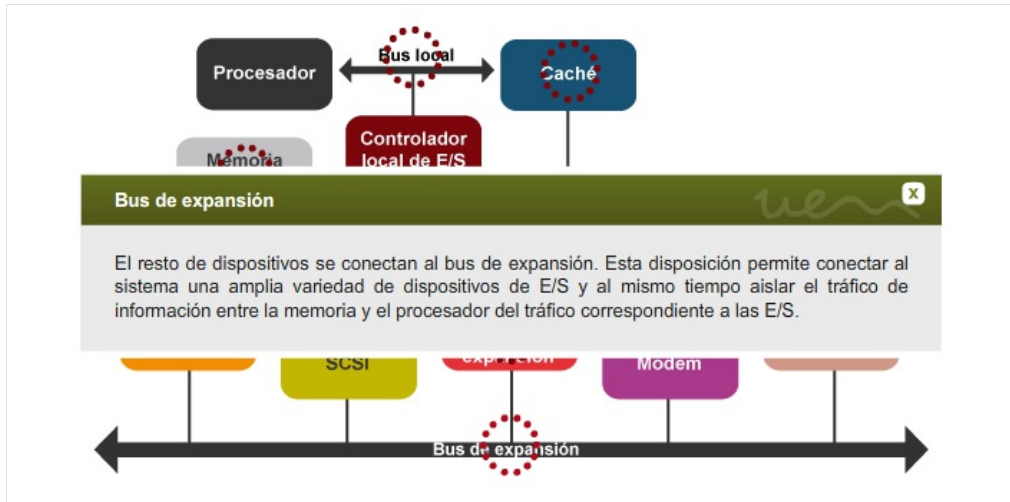 Bus local
Procesador
Caché
Controlador
local de E/S
Memoria
Bus de expansión
uem
X
El resto de dispositivos se conectan al bus de expansión. Esta disposición permite conectar al
sistema una amplia variedad de dispositivos de E/S y al mismo tiempo aislar el tráfico de
información entre la memoria y el procesador del tráfico correspondiente a las E/S.
SCSI
expansión
Modem
Bus de expansión